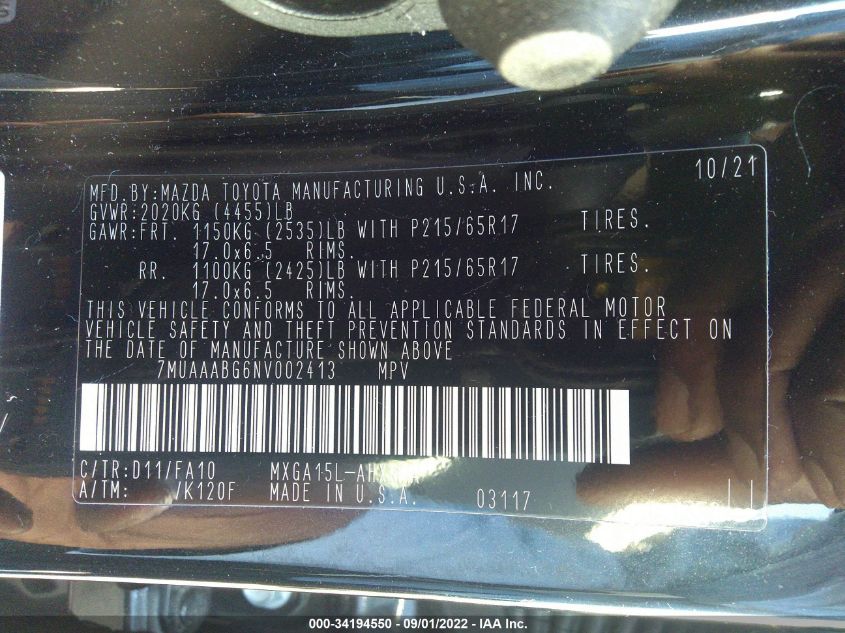 10/21
MFD.BY:MAZDA TOYOTA MANUFACTURING U.S.A. INC.
GVWR:2020KG (4455)LB
GAWR:FRT. 1150KG (2535)LB WITH P215/65R17 TIRES.
17.0x6.5 RIMS.
RR. 1100KG (2425)LB WITH P215/65R17 TIRES.
17.0x6.5 RIMS.
THIS VEHICLE CONFORMS TO ALL APPLICABLE FEDERAL MOTOR
VEHICLE SAFETY AND THEFT PREVENTION STANDARDS IN EFFECT ON
THE DATE OF MANUFACTURE SHOWN ABOVE
7MUAAABG6NV002413 MPV
C/TR:D11/FA10
A/TM: /K120F MADE IN U.S.A. 03117
000-34194550 - 09/01/2022 - IAA Inc.